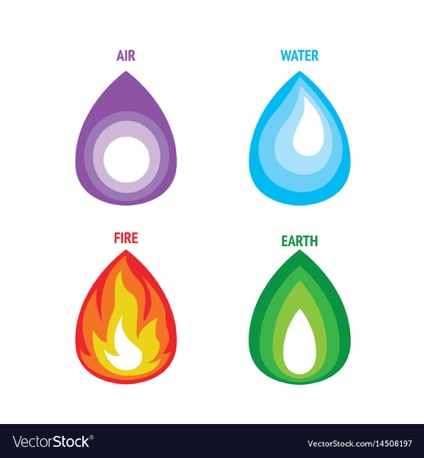 AIR
WATER
FIRE
EARTH
VectorStock®
VectorStock.com/14508197